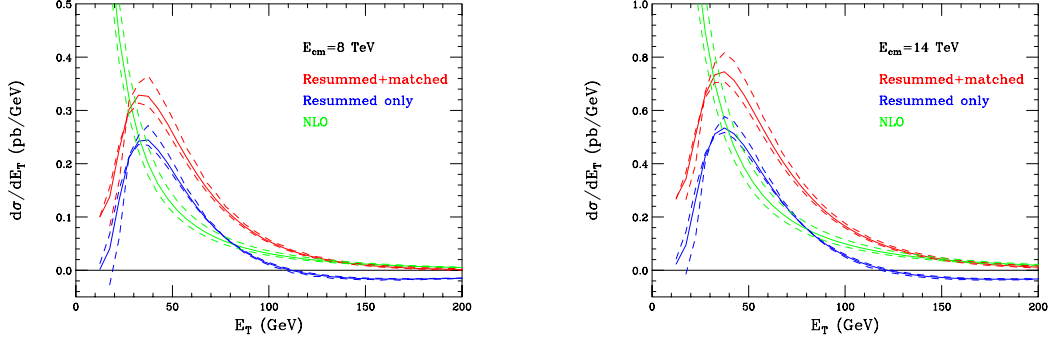 0.5
0.4
0.3
0.2
0.1
0.0
dσ/dE_T (pb/GeV)
E_cm=8 TeV
Resummed+matched
Resummed only
NLO
0 50 100 150 200
E_T (GeV)
1.0
0.8
0.6
0.4
0.2
0.0
dσ/dE_T (pb/GeV)
E_cm=14 TeV
Resummed+matched
Resummed only
NLO
0 50 100 150 200
E_T (GeV)